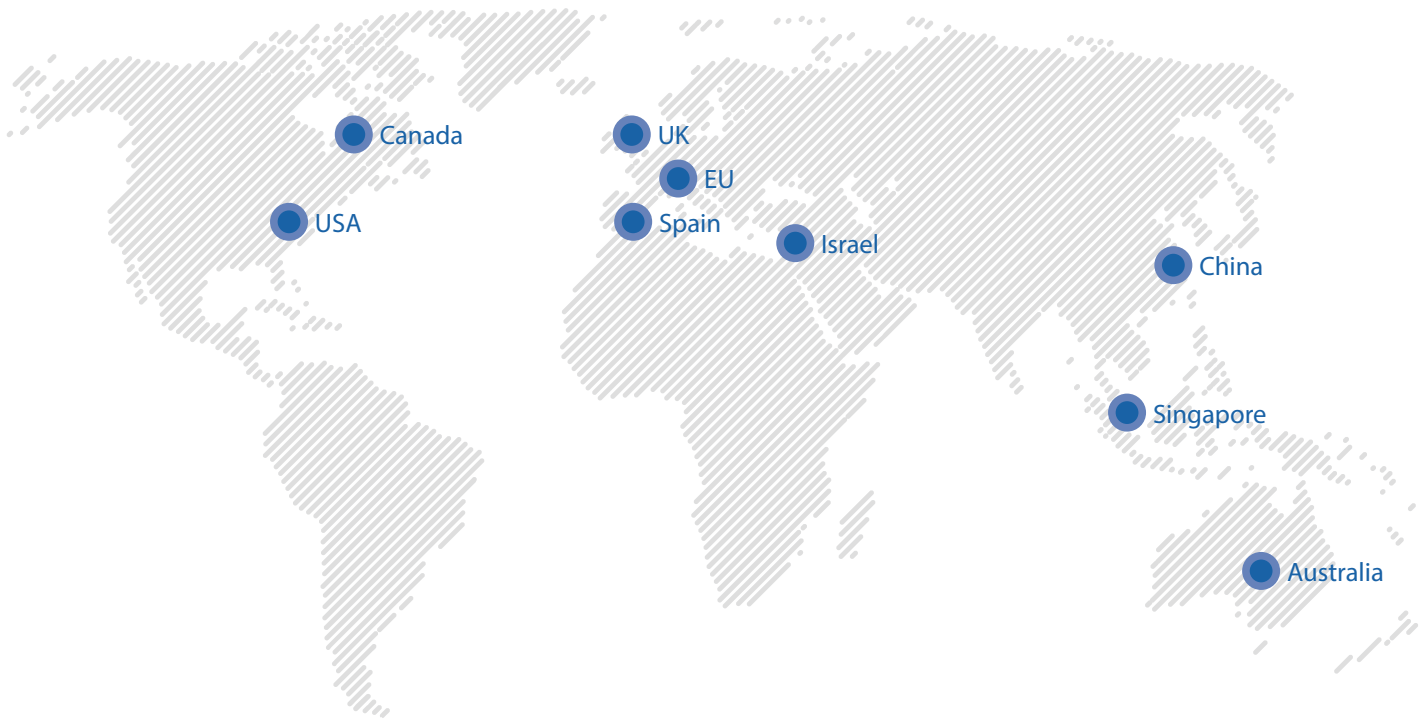 Canada
UK
EU
USA
Spain
Israel
China
Singapore
Australia